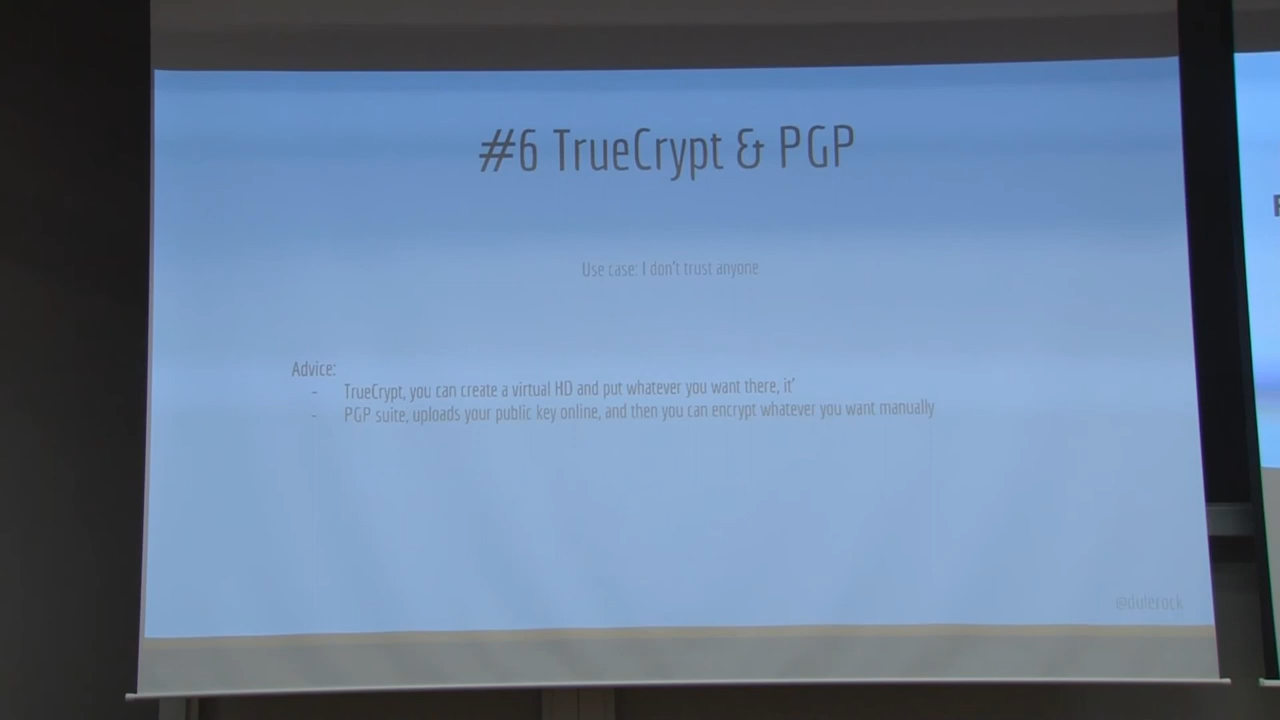 #6 TrueCrypt & PGP
Use case: I don't trust anyone
Advice:
- TrueCrypt, you can create a virtual HD and put whatever you want there, it'
- PGP suite, uploads your public key online, and then you can encrypt whatever you want manually
@dulerock